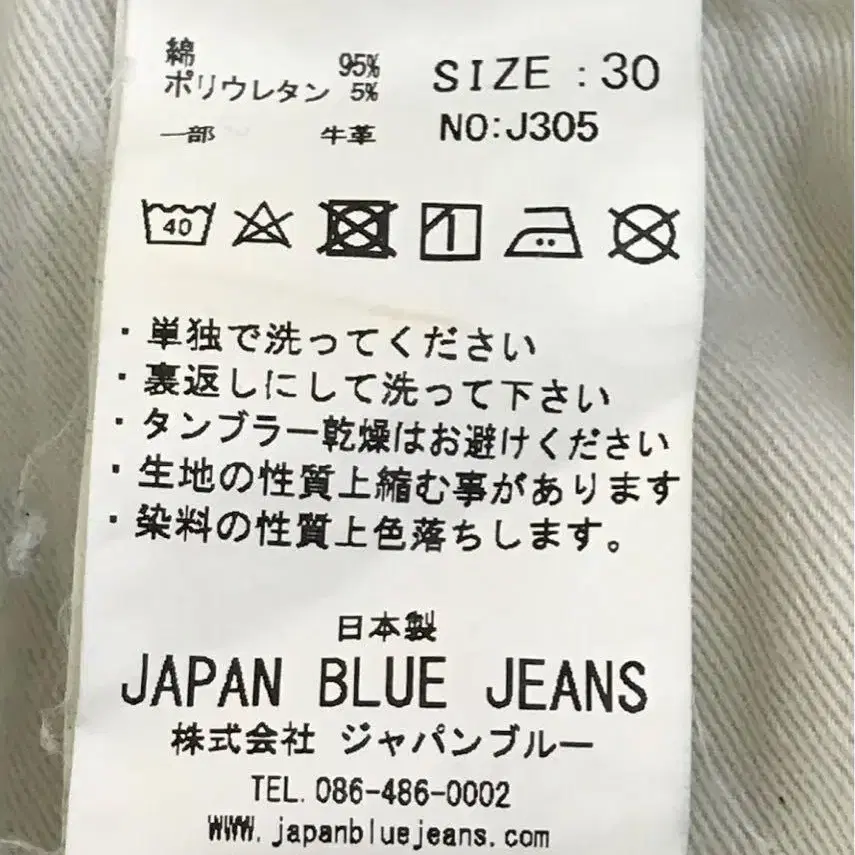 綿 95% SIZE : 30
ポリウレタン 5%
一部 牛革 NO:J305
40
・単独で洗ってください
・裏返しにして洗って下さい
・タンブラー乾燥はお避けください
・生地の性質上縮む事があります
・染料の性質上色落ちします。
日本製
JAPAN BLUE JEANS
株式会社 ジャパンブルー
TEL.086-486-0002
WWW.japanbluejeans.com